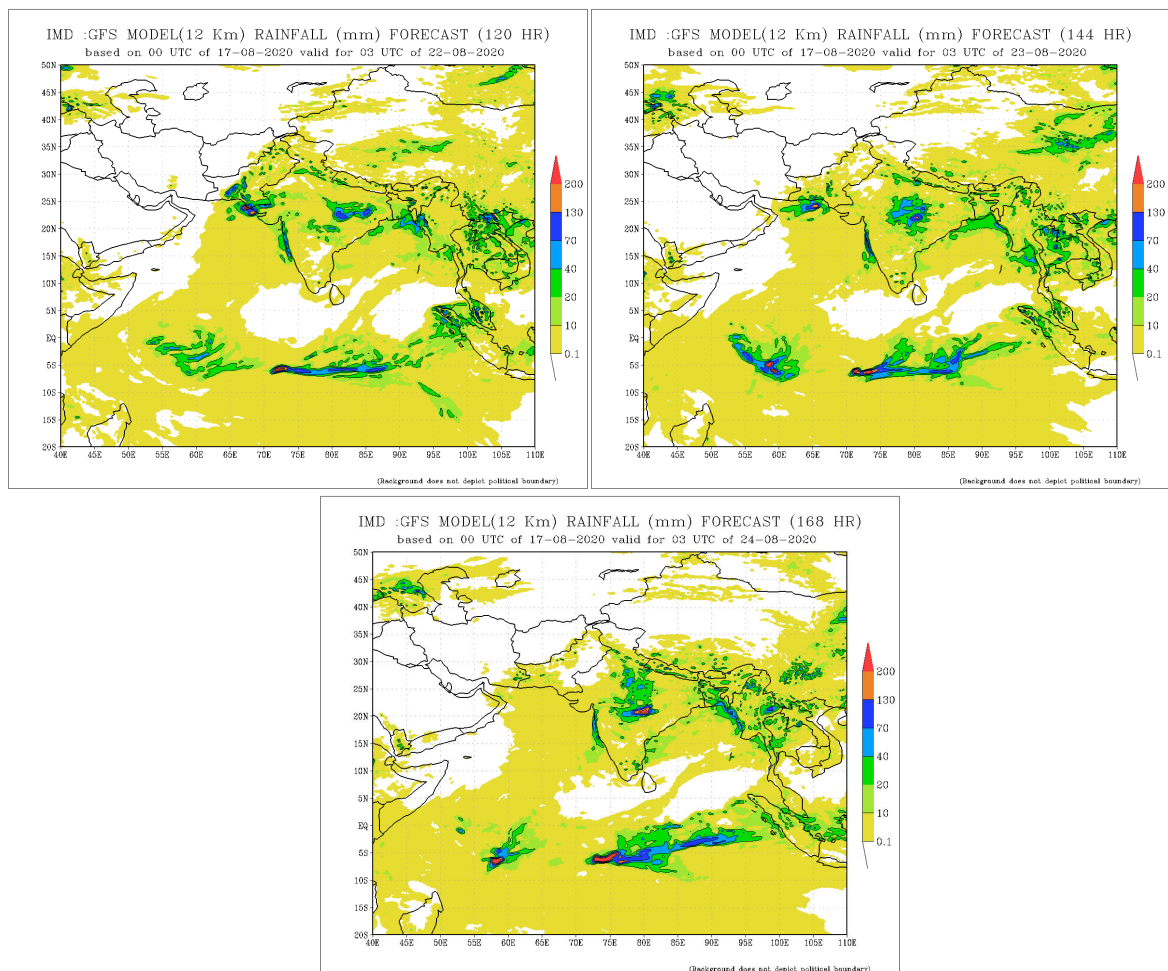 IMD :GFS MODEL(12 Km) RAINFALL (mm) FORECAST (120 HR)
based on 00 UTC of 17-08-2020 valid for 03 UTC of 22-08-2020
50N
45N
40N
35N
30N
25N
20N
15N
10N
5N
EQ
5S
10S
15S
20S
40E 45E 50E 55E 60E 65E 70E 75E 80E 85E 90E 95E 100E 105E 110E
200
130
70
40
20
10
0.1
(Background does not depict political boundary)
IMD :GFS MODEL(12 Km) RAINFALL (mm) FORECAST (144 HR)
based on 00 UTC of 17-08-2020 valid for 03 UTC of 23-08-2020
50N
45N
40N
35N
30N
25N
20N
15N
10N
5N
EQ
5S
10S
15S
20S
40E 45E 50E 55E 60E 65E 70E 75E 80E 85E 90E 95E 100E 105E 110E
200
130
70
40
20
10
0.1
(Background does not depict political boundary)
IMD :GFS MODEL(12 Km) RAINFALL (mm) FORECAST (168 HR)
based on 00 UTC of 17-08-2020 valid for 03 UTC of 24-08-2020
50N
45N
40N
35N
30N
25N
20N
15N
10N
5N
EQ
5S
10S
15S
20S
40E 45E 50E 55E 60E 65E 70E 75E 80E 85E 90E 95E 100E 105E 110E
200
130
70
40
20
10
0.1
(Background does not depict political boundary)